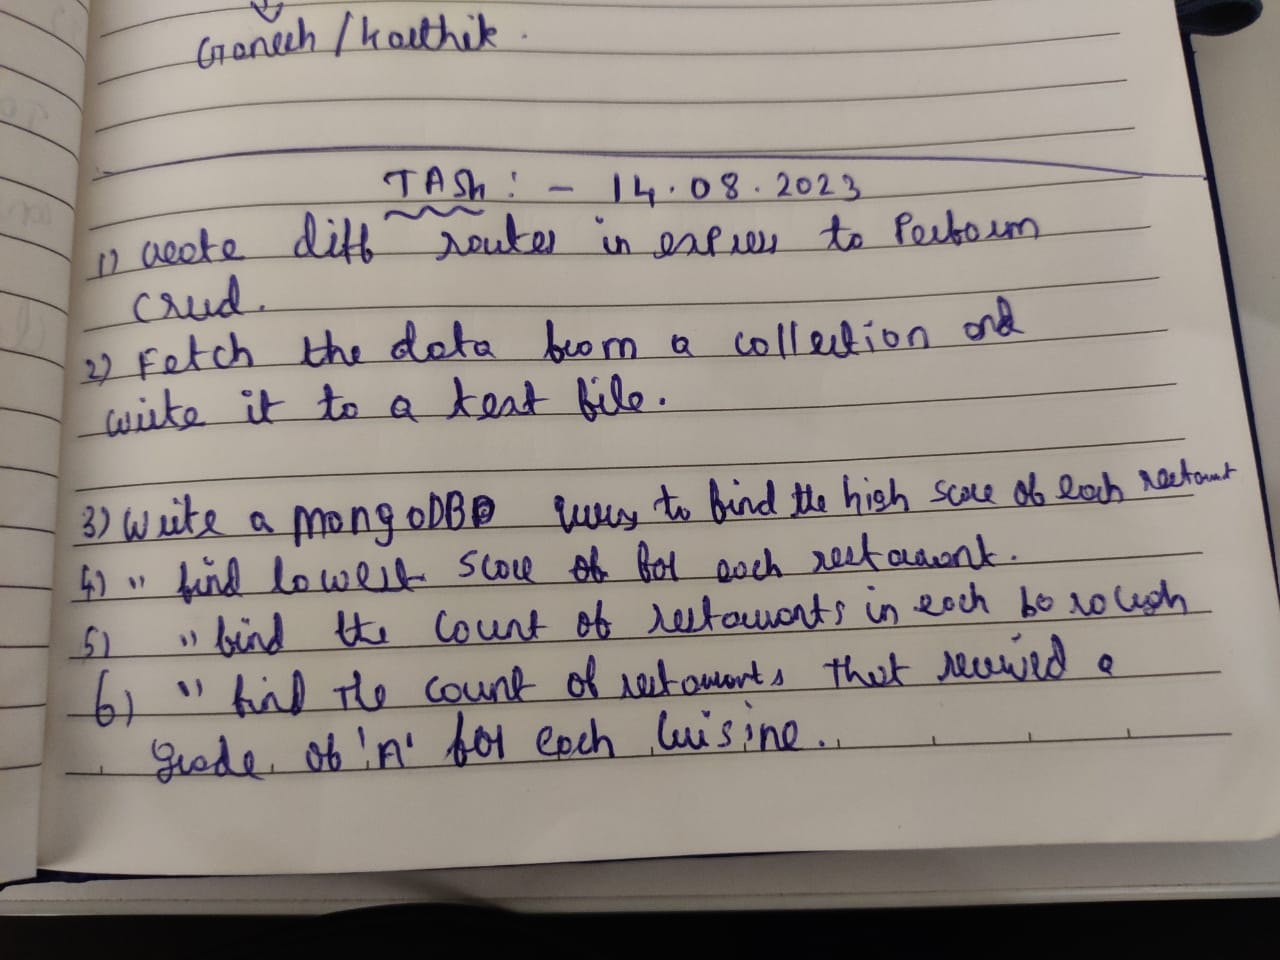 Ganesh / Karthik.
TASk : - 14.08.2023
1) create diff routes in express to Perform
Crud.
2) Fetch the data from a collection and
write it to a text file.
3) Write a mongoDB query to find the high score of each restaurant
4) " find lowest score of for each restaurant.
5) " find the count of restaurants in each borough
6) " find the count of restaurants that received a
grade of 'A' for each cuisine.